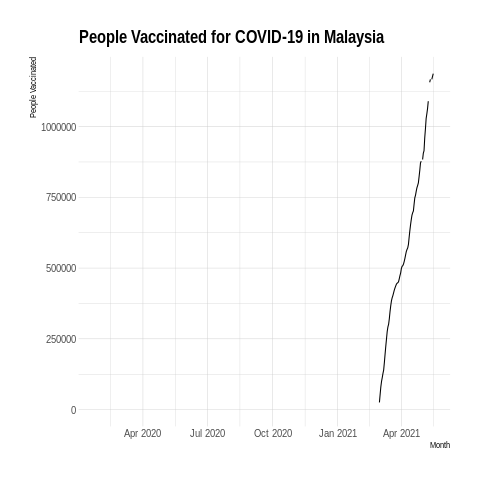 People Vaccinated for COVID-19 in Malaysia
People Vaccinated
1000000
750000
500000
250000
0
Apr 2020 Jul 2020 Oct 2020 Jan 2021 Apr 2021
Month